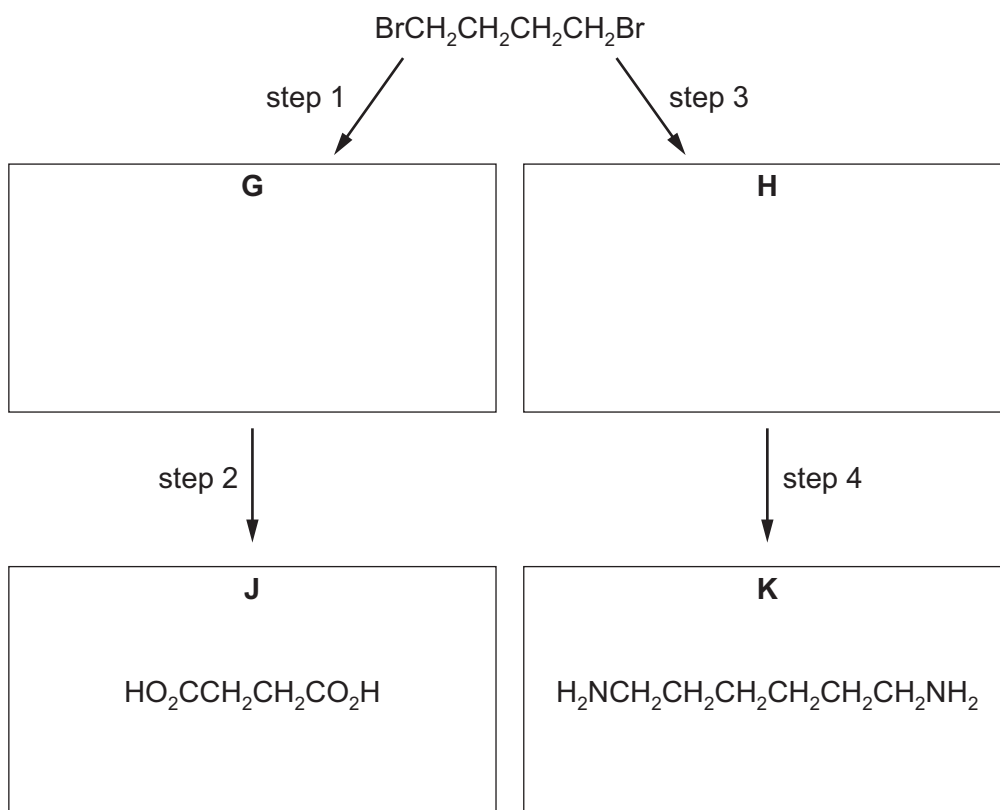 BrCH₂CH₂CH₂CH₂Br
step 1
step 3
G
H
step 2
step 4
J
K
HO₂CCH₂CH₂CO₂H
H₂NCH₂CH₂CH₂CH₂CH₂CH₂NH₂